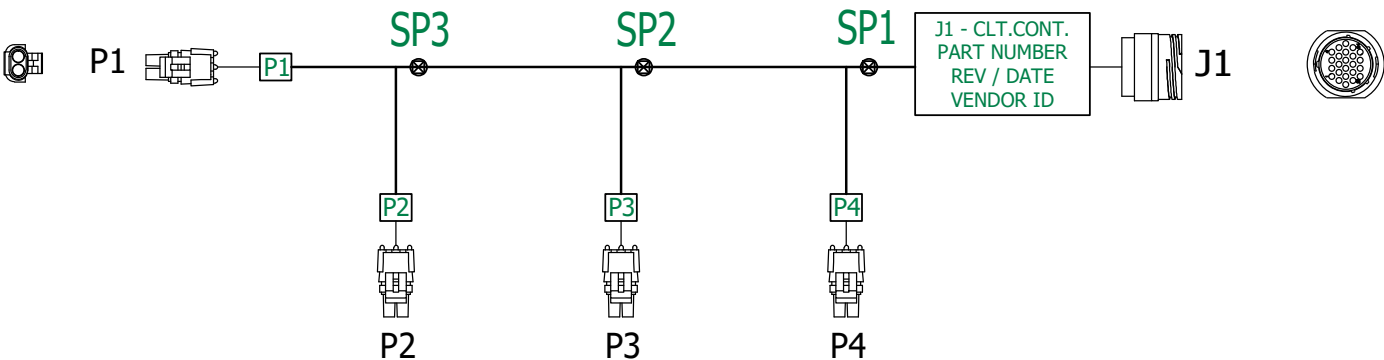 SP3
SP2
SP1
P1
P1
J1 - CLT.CONT.
PART NUMBER
REV / DATE
VENDOR ID
J1
P2
P3
P4
P2
P3
P4